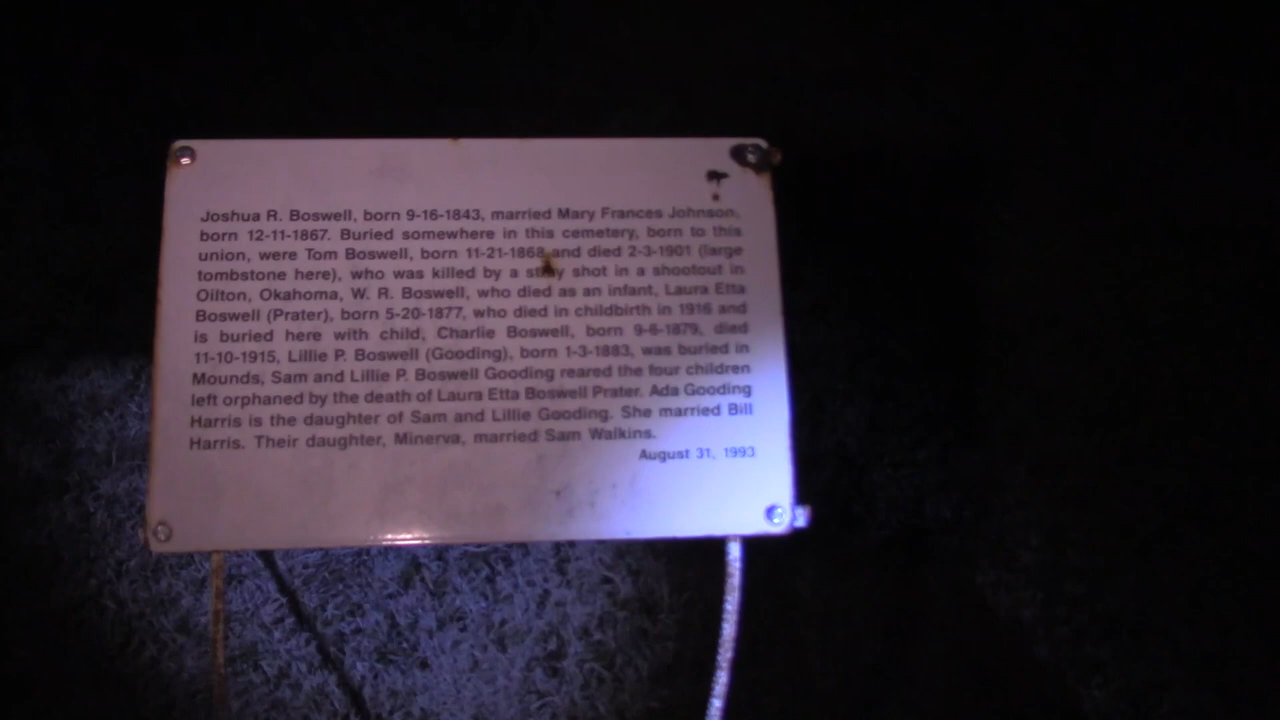 Joshua R. Boswell, born 9-16-1843, married Mary Frances Johnson,
born 12-11-1867. Buried somewhere in this cemetery, born to this
union, were Tom Boswell, born 11-21-1868 and died 2-3-1901 (large
tombstone here), who was killed by a stray shot in a shootout in
Oilton, Okahoma, W. R. Boswell, who died as an infant, Laura Etta
Boswell (Prater), born 5-20-1877, who died in childbirth in 1916 and
is buried here with child, Charlie Boswell, born 9-6-1879, died
11-10-1915, Lillie P. Boswell (Gooding), born 1-3-1883, was buried in
Mounds, Sam and Lillie P. Boswell Gooding reared the four children
left orphaned by the death of Laura Etta Boswell Prater. Ada Gooding
Harris is the daughter of Sam and Lillie Gooding. She married Bill
Harris. Their daughter, Minerva, married Sam Walkins.
August 31, 1993